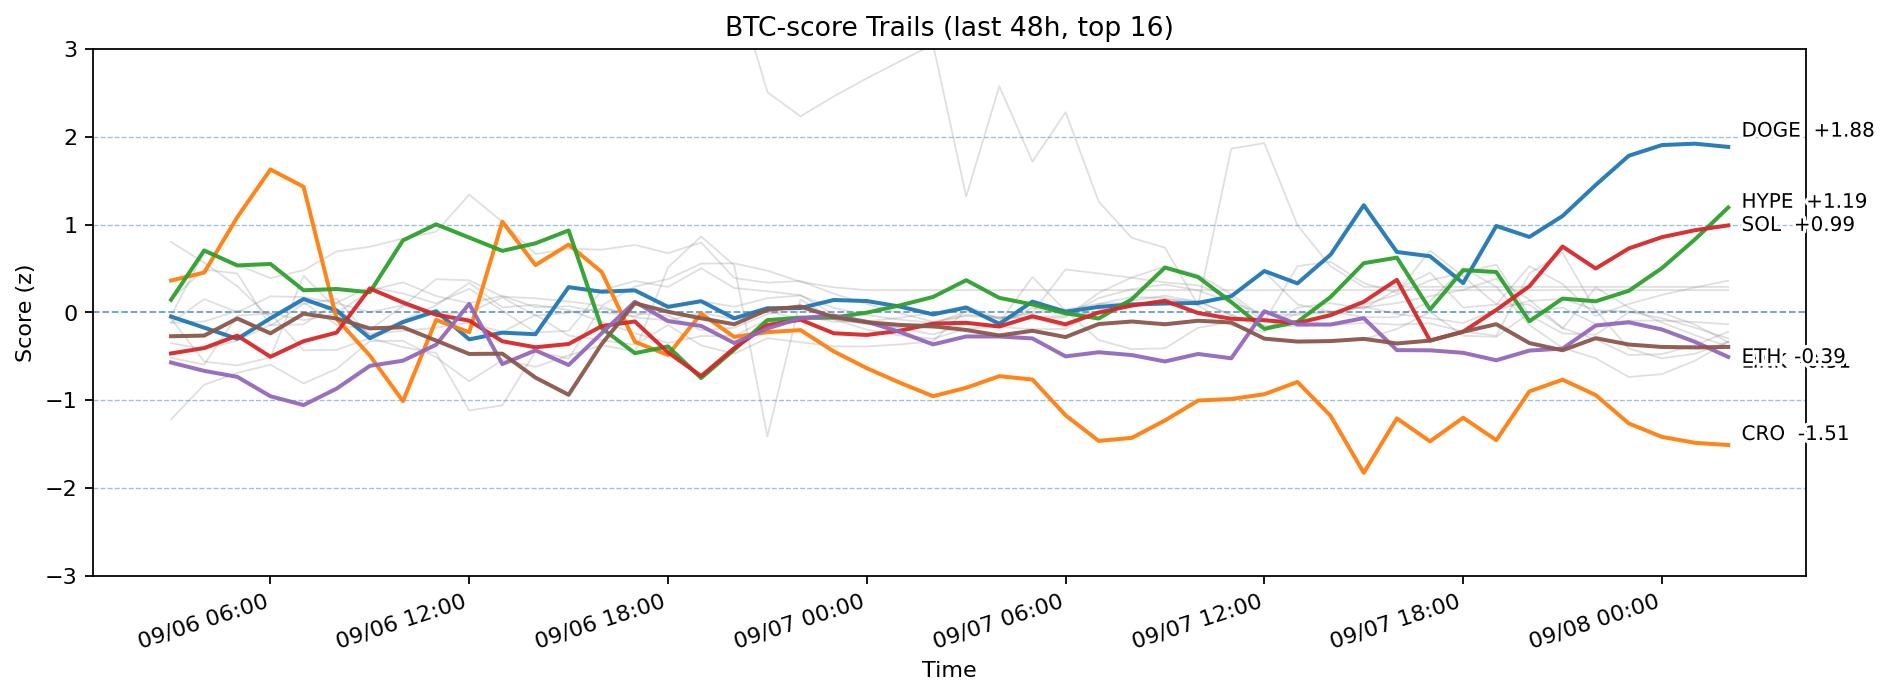 BTC-score Trails (last 48h, top 16)
3
2
1
0
−1
−2
−3
Score (z)
DOGE +1.88
HYPE +1.19
SOL +0.99
ETH -0.39
CRO -1.51
09/06 06:00
09/06 12:00
09/06 18:00
09/07 00:00
09/07 06:00
09/07 12:00
09/07 18:00
09/08 00:00
Time